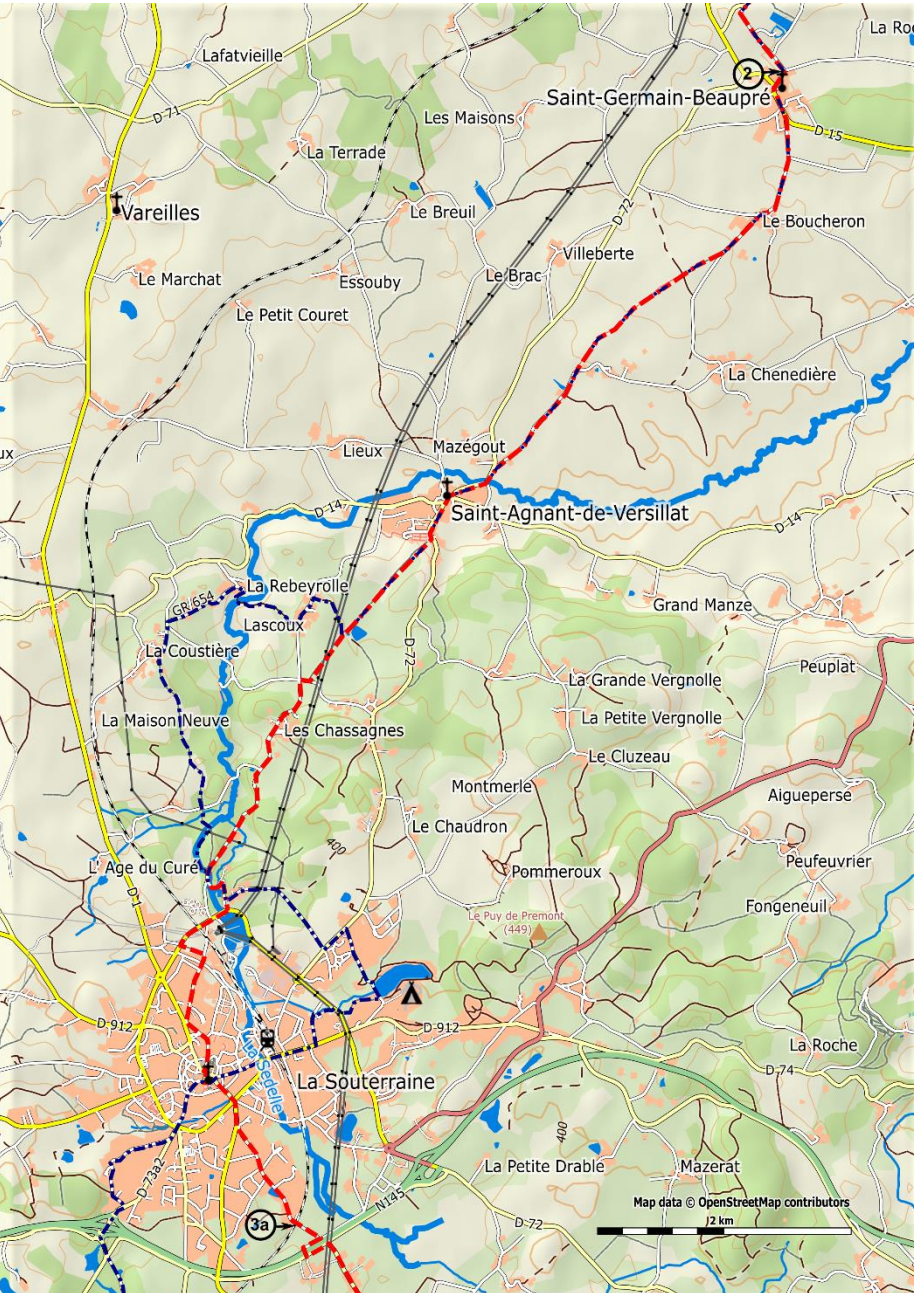 La Ro
Lafatvieille
2
Saint-Germain-Beaupré
D 71
Les Maisons
D 15
La Terrade
Vareilles
Le Breuil
D 72
Le Boucheron
Villeberte
Le Marchat
Essouby
Le Brac
Le Petit Couret
La Chenedière
ux
Lieux
Mazégout
D 14
Saint-Agnant-de-Versillat
D 14
La Rebeyrolle
GR 654
Lascoux
Grand Manze
La Coustière
D 72
Peuplat
La Grande Vergnolle
La Maison Neuve
La Petite Vergnolle
Les Chassagnes
Le Cluzeau
Montmerle
Aigueperse
Le Chaudron
400
L' Age du Curé
Pommeroux
Peufeuvrier
D 1
Le Puy de Premont
(449)
Fongeneuil
D 912
D 912
La Sedelle
La Roche
D 74
La Souterraine
400
D 73a2
La Petite Drable
Mazerat
N145
Map data © OpenStreetMap contributors
3a
D 72
2 km